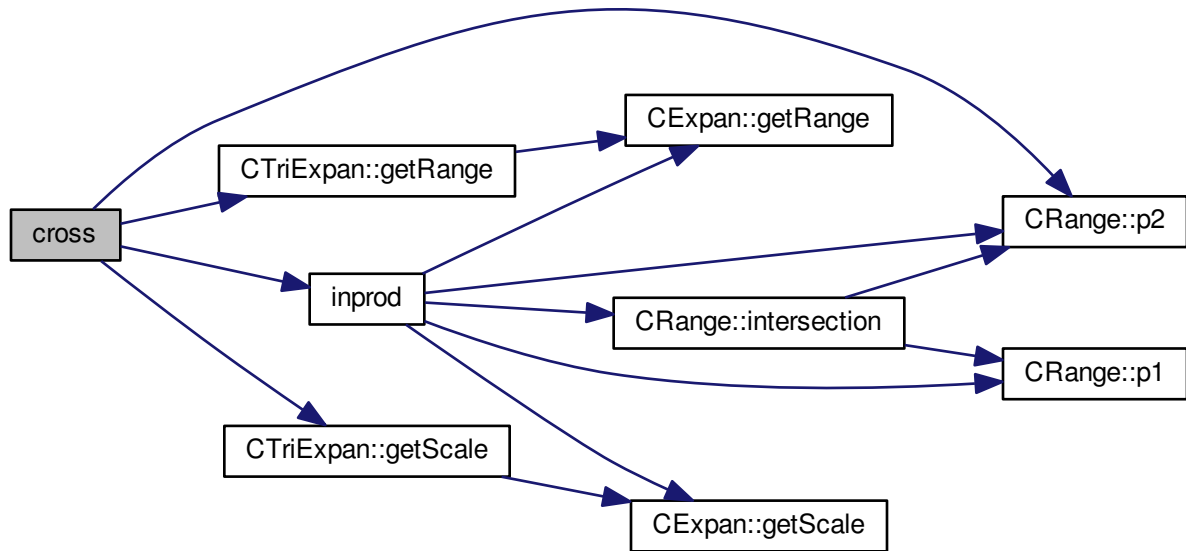 CExpan::getRange
CTriExpan::getRange
CRange::p2
cross
inprod
CRange::intersection
CRange::p1
CTriExpan::getScale
CExpan::getScale